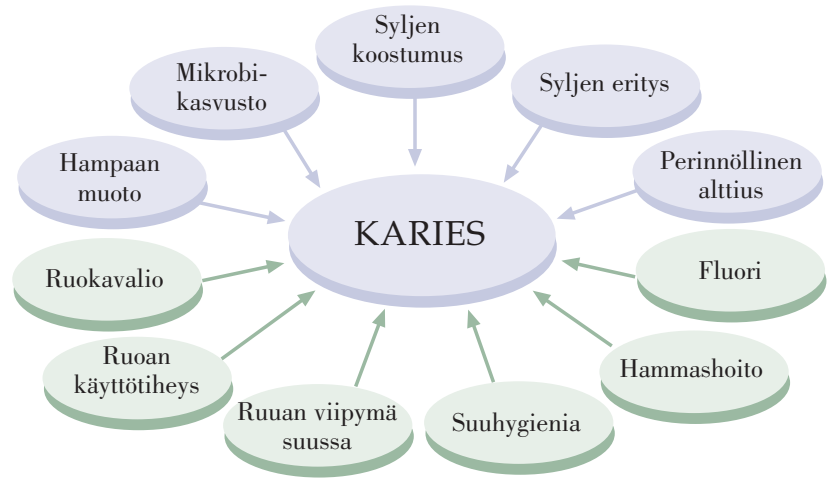 Syljen
koostumus
Mikrobi-
kasvusto
Syljen eritys
Hampaan
muoto
Perinnöllinen
alttius
KARIES
Ruokavalio
Fluori
Ruoan
käyttötiheys
Hammashoito
Ruuan viipymä
suussa
Suuhygienia